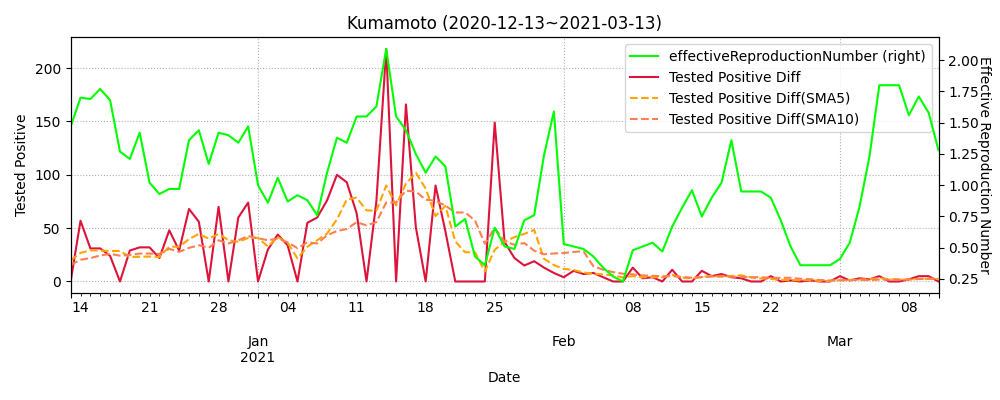 Kumamoto (2020-12-13~2021-03-13)
effectiveReproductionNumber (right)
Tested Positive Diff
Tested Positive Diff(SMA5)
Tested Positive Diff(SMA10)
Tested Positive
200
150
100
50
0
Effective Reproduction Number
2.00
1.75
1.50
1.25
1.00
0.75
0.50
0.25
14 21 04 11 18 25 08 15 22 08
Jan Feb Mar
2021
Date